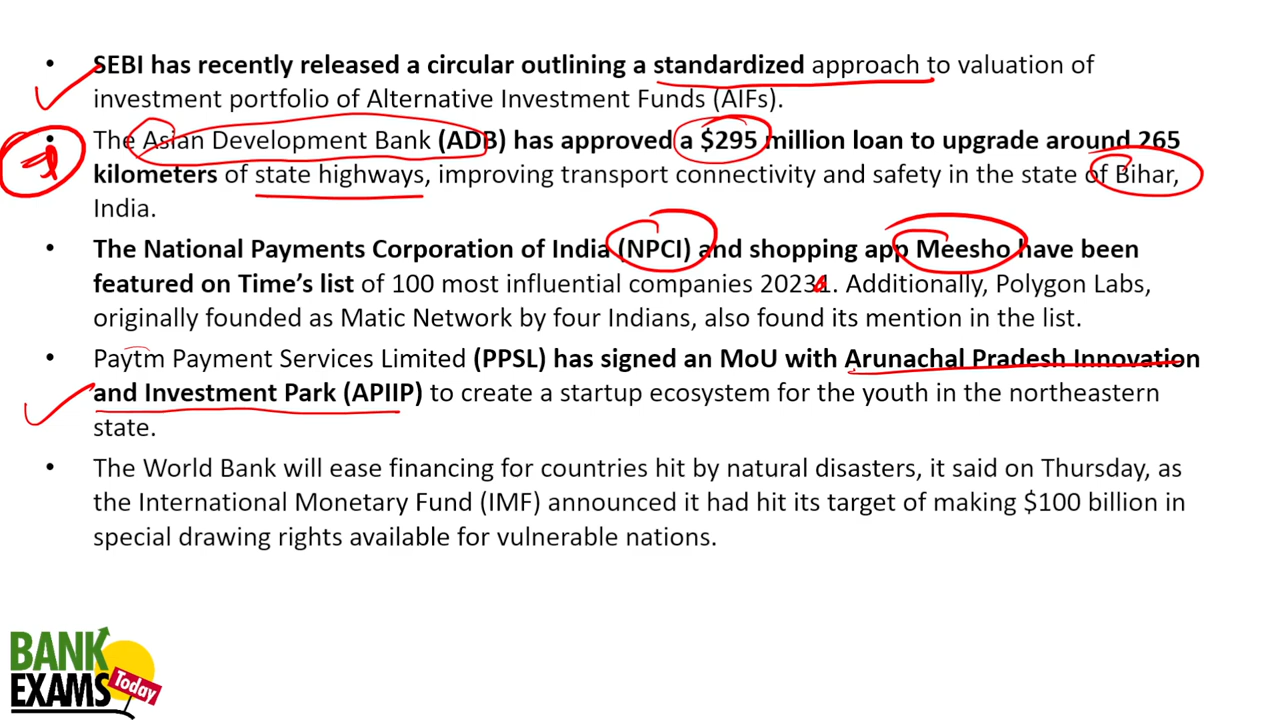 • SEBI has recently released a circular outlining a standardized approach to valuation of
investment portfolio of Alternative Investment Funds (AIFs).
• The Asian Development Bank (ADB) has approved a $295 million loan to upgrade around 265
kilometers of state highways, improving transport connectivity and safety in the state of Bihar,
India.
• The National Payments Corporation of India (NPCI) and shopping app Meesho have been
featured on Time’s list of 100 most influential companies 20231. Additionally, Polygon Labs,
originally founded as Matic Network by four Indians, also found its mention in the list.
• Paytm Payment Services Limited (PPSL) has signed an MoU with Arunachal Pradesh Innovation
and Investment Park (APIIP) to create a startup ecosystem for the youth in the northeastern
state.
• The World Bank will ease financing for countries hit by natural disasters, it said on Thursday, as
the International Monetary Fund (IMF) announced it had hit its target of making $100 billion in
special drawing rights available for vulnerable nations.
BANK
EXAMS
Today